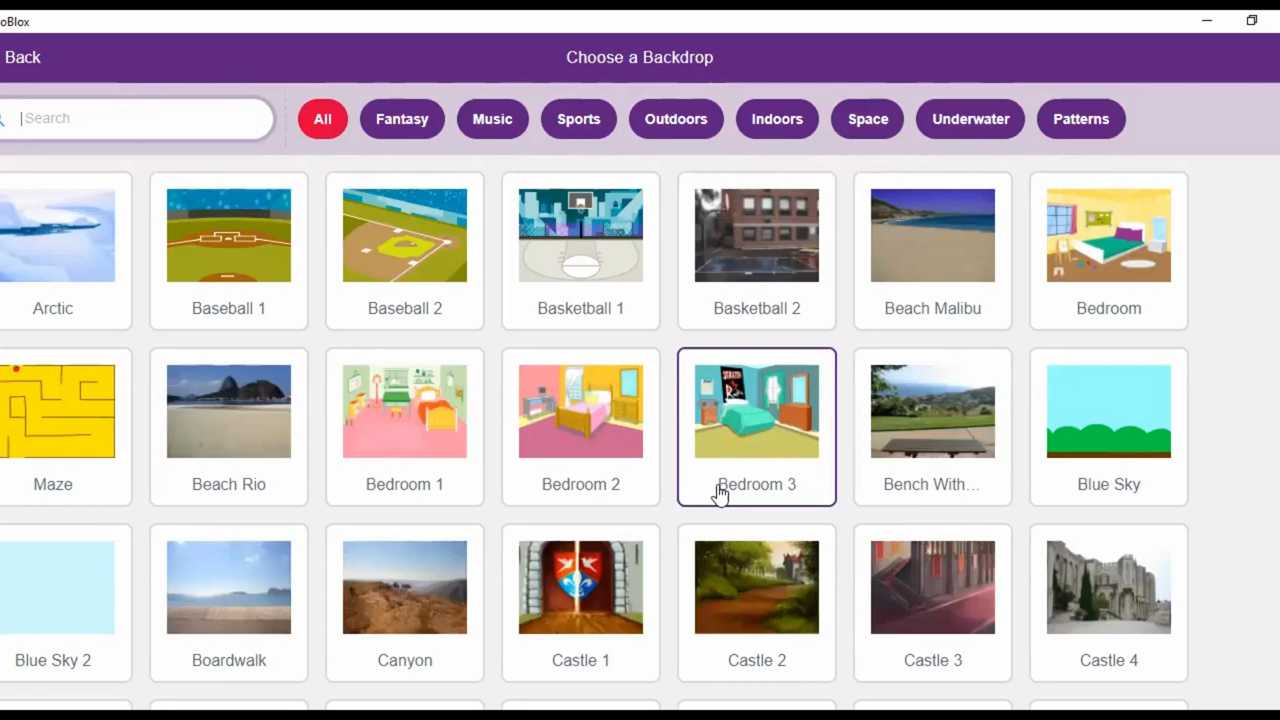 oBlox
Back
Choose a Backdrop
Search
All
Fantasy
Music
Sports
Outdoors
Indoors
Space
Underwater
Patterns
Arctic
Baseball 1
Baseball 2
Basketball 1
Basketball 2
Beach Malibu
Bedroom
Maze
Beach Rio
Bedroom 1
Bedroom 2
Bedroom 3
Bench With...
Blue Sky
Blue Sky 2
Boardwalk
Canyon
Castle 1
Castle 2
Castle 3
Castle 4